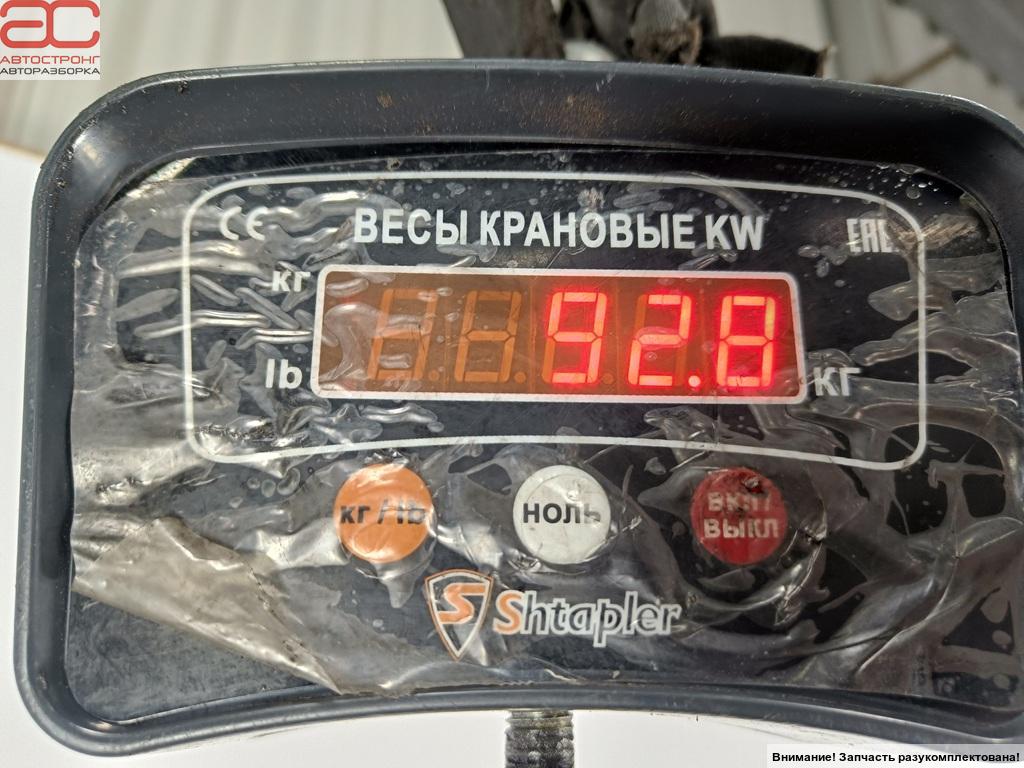 АС
АВТОСТРОНГ
АВТОРАЗБОРКА
CE
ВЕСЫ КРАНОВЫЕ KW
EAC
кг
92.8
lb
КГ
кг/lb
НОЛЬ
ВКЛ/
ВЫКЛ
S Shtapler
Внимание! Запчасть разукомплектована!